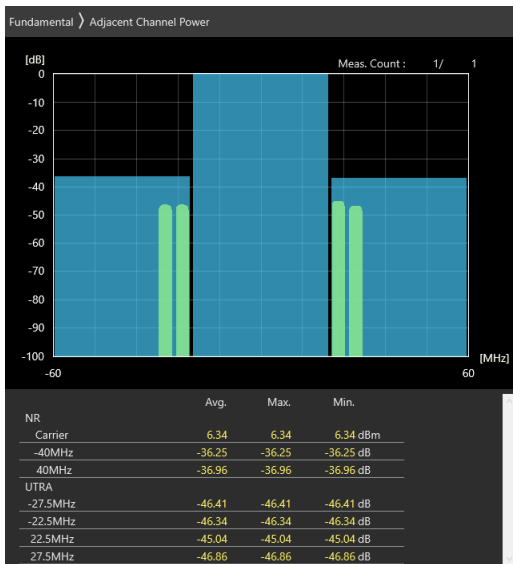 Fundamental 〉 Adjacent Channel Power
[dB]
Meas. Count : 1/ 1
0
-10
-20
-30
-40
-50
-60
-70
-80
-90
-100
[MHz]
-60 60
Avg. Max. Min.
NR
Carrier 6.34 6.34 6.34 dBm
-40MHz -36.25 -36.25 -36.25 dB
40MHz -36.96 -36.96 -36.96 dB
UTRA
-27.5MHz -46.41 -46.41 -46.41 dB
-22.5MHz -46.34 -46.34 -46.34 dB
22.5MHz -45.04 -45.04 -45.04 dB
27.5MHz -46.86 -46.86 -46.86 dB